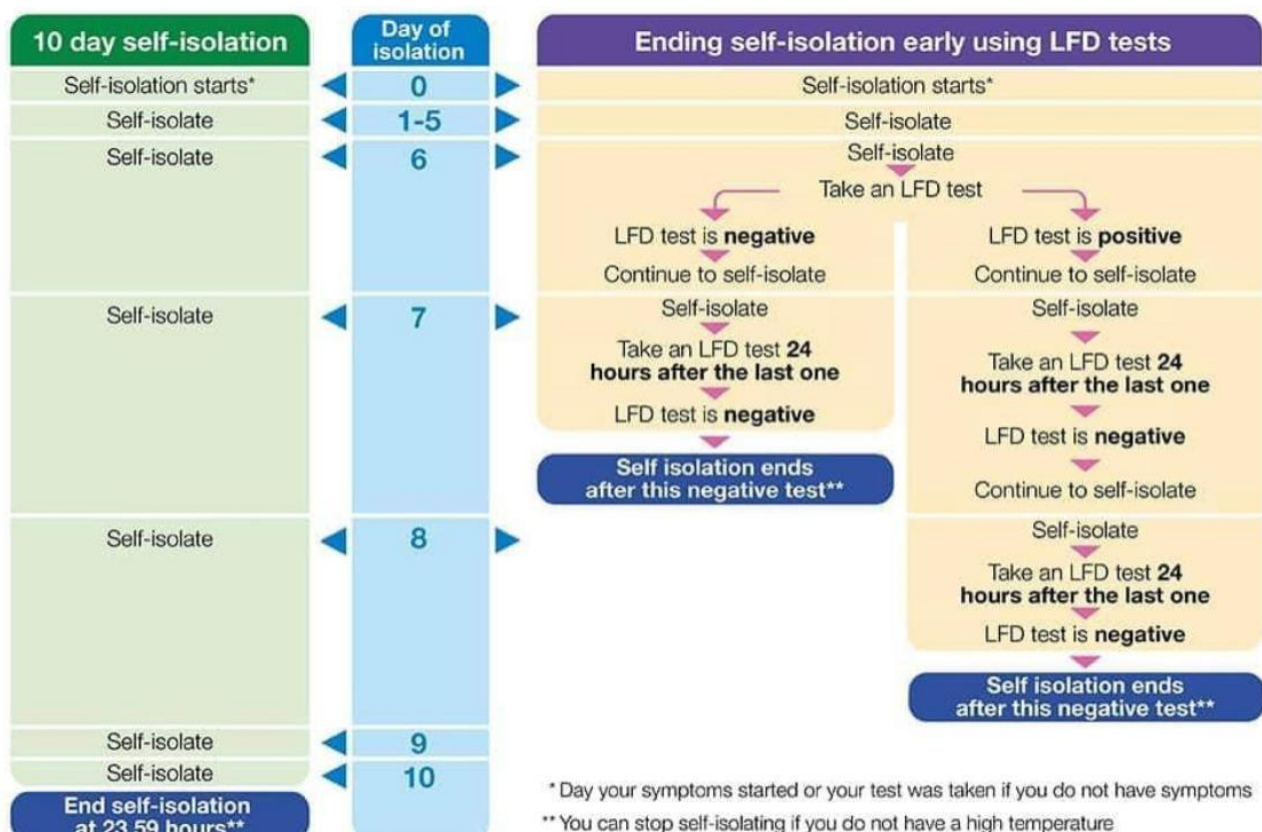 10 day self-isolation
Day of
isolation
Ending self-isolation early using LFD tests
Self-isolation starts*
0
Self-isolation starts*
Self-isolate
1-5
Self-isolate
Self-isolate
6
Self-isolate
Take an LFD test
LFD test is negative
Continue to self-isolate
LFD test is positive
Continue to self-isolate
Self-isolate
7
Self-isolate
Take an LFD test 24
hours after the last one
LFD test is negative
Self isolation ends
after this negative test**
Self-isolate
Take an LFD test 24
hours after the last one
LFD test is negative
Continue to self-isolate
Self-isolate
8
Self-isolate
Take an LFD test 24
hours after the last one
LFD test is negative
Self isolation ends
after this negative test**
Self-isolate
9
Self-isolate
10
End self-isolation
at 23.59 hours**
* Day your symptoms started or your test was taken if you do not have symptoms
** You can stop self-isolating if you do not have a high temperature